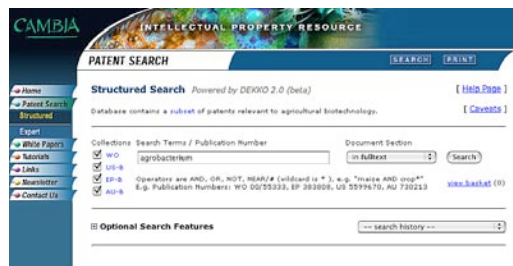 CAMBIA
INTELLECTUAL PROPERTY RESOURCE
PATENT SEARCH
SEARCH
PRINT
Home
Patent Search
Structured
Expert
White Papers
Tutorials
Links
Newsletter
Contact Us
Structured Search Powered by DEKKO 2.0 (beta)
[ Help Page ]
Database contains a subset of patents relevant to agricultural biotechnology.
[ Caveats ]
Collections Search Terms / Publication Number Document Section
WO
US-B
EP-B
AU-B
agrobacterium
in fulltext
Search
Operators are AND, OR, NOT, NEAR/# (wildcard is * ), e.g. "maize AND crop*"
E.g. Publication Numbers: WO 00/55333, EP 383808, US 5599670, AU 730213
view basket (0)
Optional Search Features
-- search history --